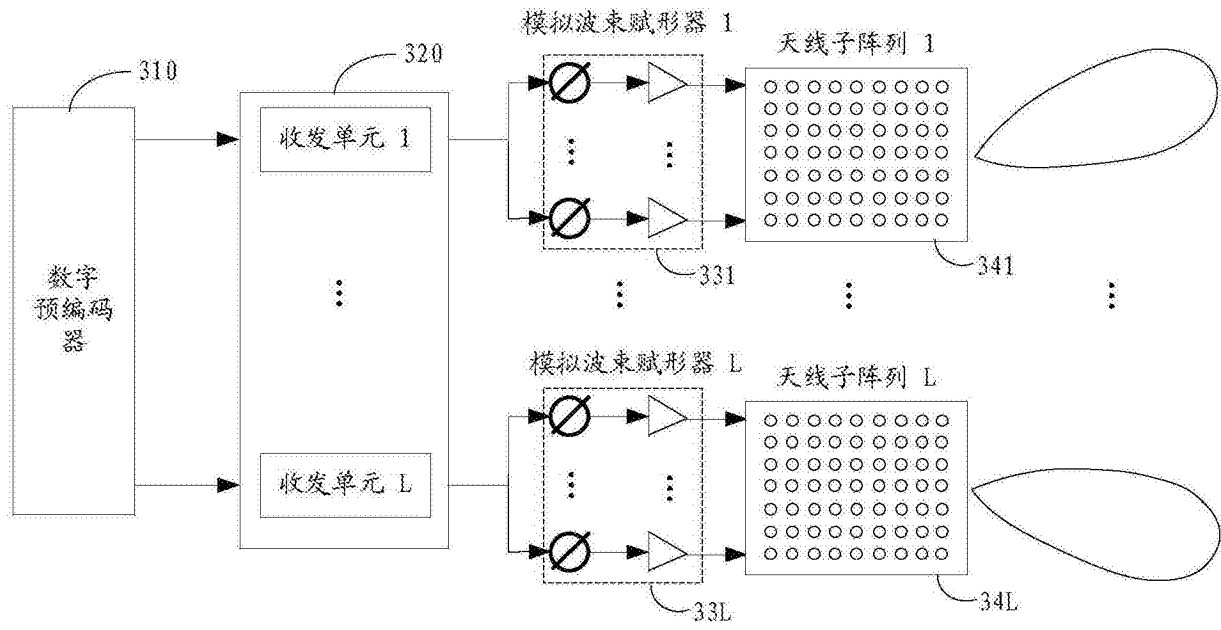 310
数字
预编码
器
320
收发单元 1
收发单元 L
模拟波束赋形器 1
331
天线子阵列 1
341
模拟波束赋形器 L
33L
天线子阵列 L
34L